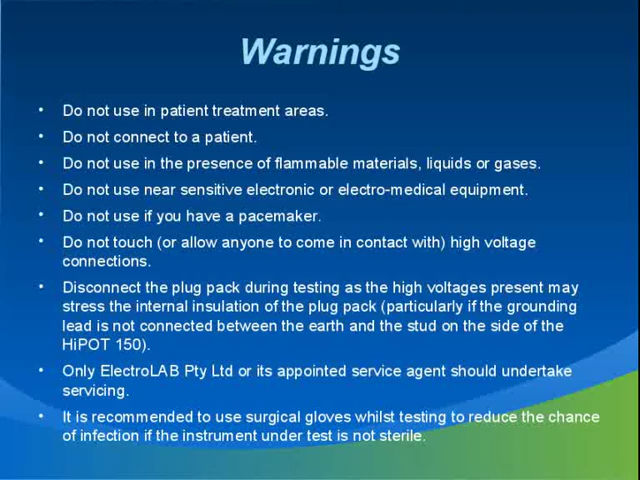 Warnings
• Do not use in patient treatment areas.
• Do not connect to a patient.
• Do not use in the presence of flammable materials, liquids or gases.
• Do not use near sensitive electronic or electro-medical equipment.
• Do not use if you have a pacemaker.
• Do not touch (or allow anyone to come in contact with) high voltage
connections.
• Disconnect the plug pack during testing as the high voltages present may
stress the internal insulation of the plug pack (particularly if the grounding
lead is not connected between the earth and the stud on the side of the
HiPOT 150).
• Only ElectroLAB Pty Ltd or its appointed service agent should undertake
servicing.
• It is recommended to use surgical gloves whilst testing to reduce the chance
of infection if the instrument under test is not sterile.